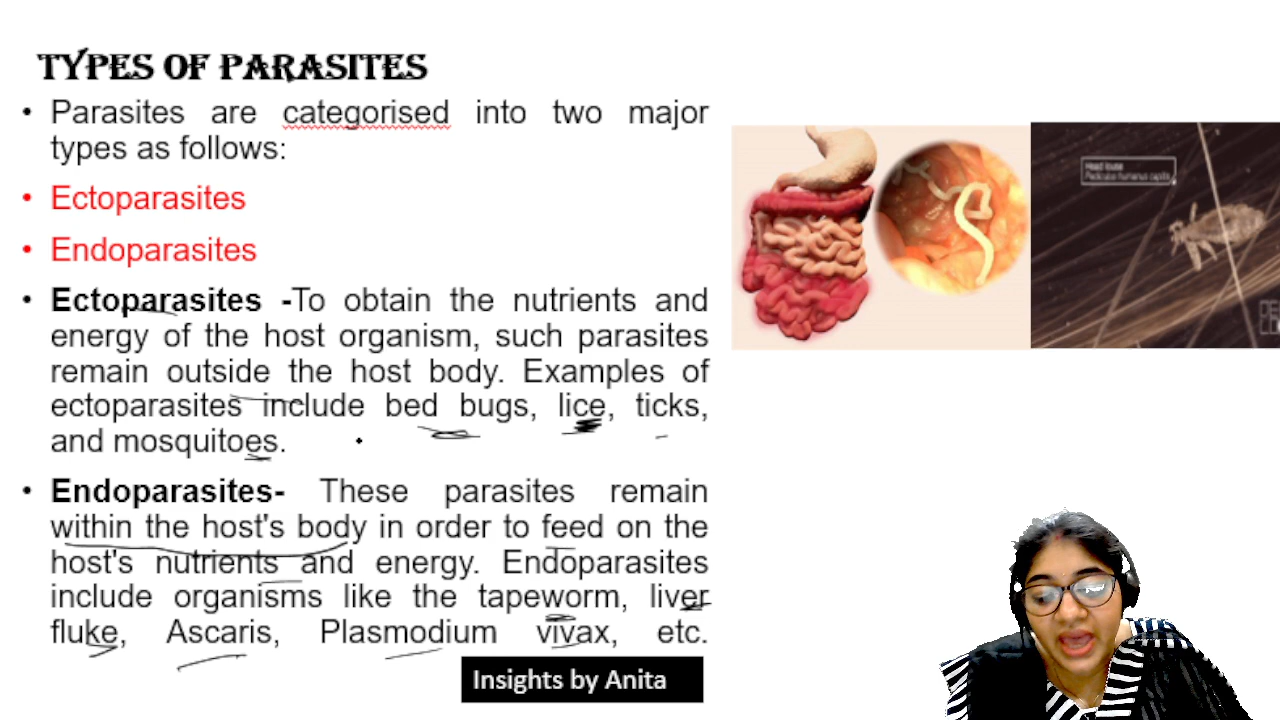 TYPES OF PARASITES
• Parasites are categorised into two major
types as follows:
• Ectoparasites
• Endoparasites
• Ectoparasites -To obtain the nutrients and
energy of the host organism, such parasites
remain outside the host body. Examples of
ectoparasites include bed bugs, lice, ticks,
and mosquitoes.
• Endoparasites- These parasites remain
within the host's body in order to feed on the
host's nutrients and energy. Endoparasites
include organisms like the tapeworm, liver
fluke, Ascaris, Plasmodium vivax, etc.
Head louse
Pediculus humanus capitis
Insights by Anita